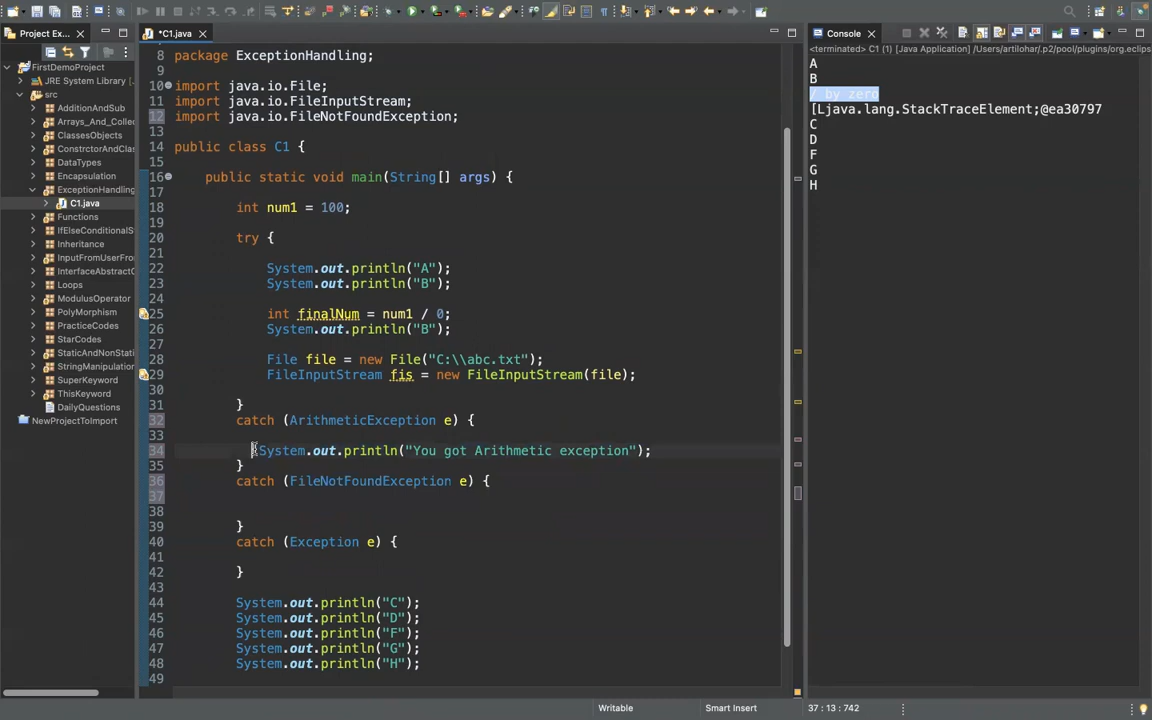 Project Ex...
*C1.java
Console
<terminated> C1 (1) [Java Application] /Users/artilohar/.p2/pool/plugins/org.eclips
FirstDemoProject
JRE System Library [
src
AdditionAndSub
Arrays_And_Collec
ClassesObjects
ConstrctorAndClas
DataTypes
Encapsulation
ExceptionHandling
C1.java
Functions
IfElseConditionalS
Inheritance
InputFromUserFro
InterfaceAbstract
Loops
ModulusOperator
PolyMorphism
PracticeCodes
StarCodes
StaticAndNonStati
StringManipulation
SuperKeyword
ThisKeyword
DailyQuestions
NewProjectToImport
8 package ExceptionHandling;
9
10 import java.io.File;
11 import java.io.FileInputStream;
12 import java.io.FileNotFoundException;
13
14 public class C1 {
15
16 public static void main(String[] args) {
17
18 int num1 = 100;
19
20 try {
21
22 System.out.println("A");
23 System.out.println("B");
24
25 int finalNum = num1 / 0;
26 System.out.println("B");
27
28 File file = new File("C:\\abc.txt");
29 FileInputStream fis = new FileInputStream(file);
30
31 }
32 catch (ArithmeticException e) {
33
34 System.out.println("You got Arithmetic exception");
35 }
36 catch (FileNotFoundException e) {
37
38
39 }
40 catch (Exception e) {
41
42 }
43
44 System.out.println("C");
45 System.out.println("D");
46 System.out.println("F");
47 System.out.println("G");
48 System.out.println("H");
49
A
B
/ by zero
[Ljava.lang.StackTraceElement;@ea30797
C
D
F
G
H
Writable
Smart Insert
37 : 13 : 742